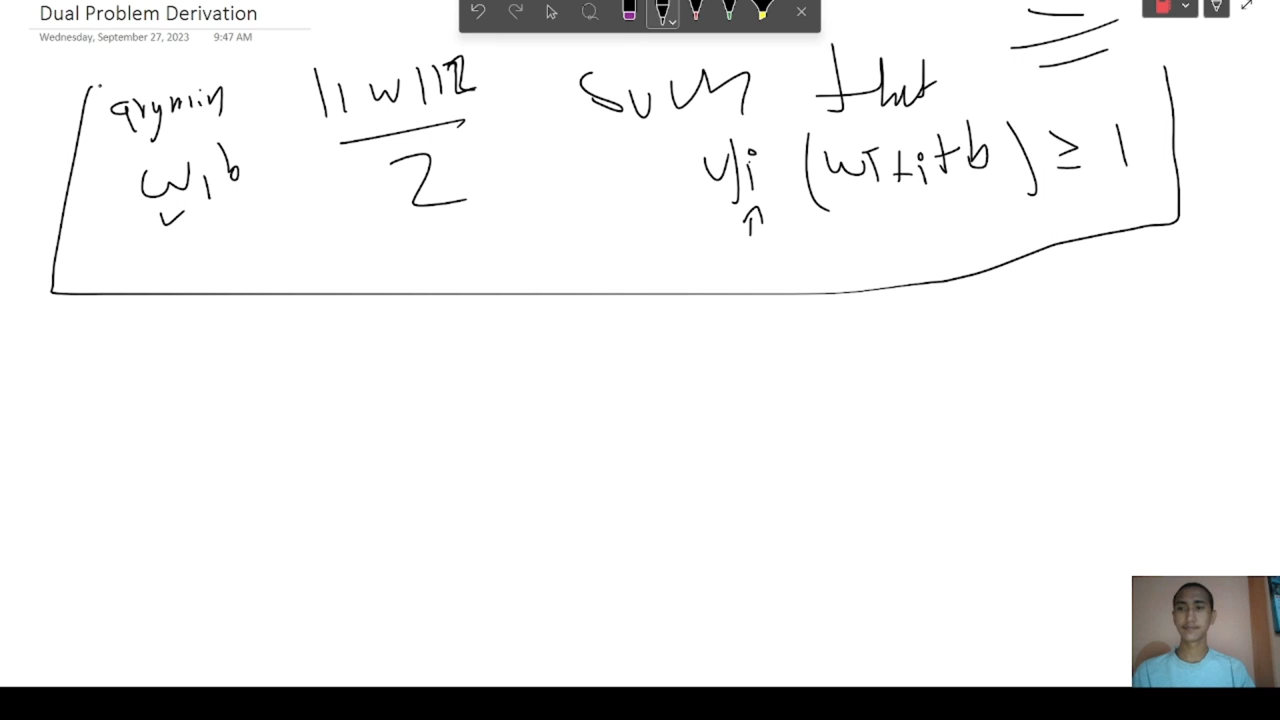 Dual Problem Derivation
Wednesday, September 27, 2023 9:47 AM
argmin ||w||2 such that
w,b 2 yi (wTxi+b) ≥ 1